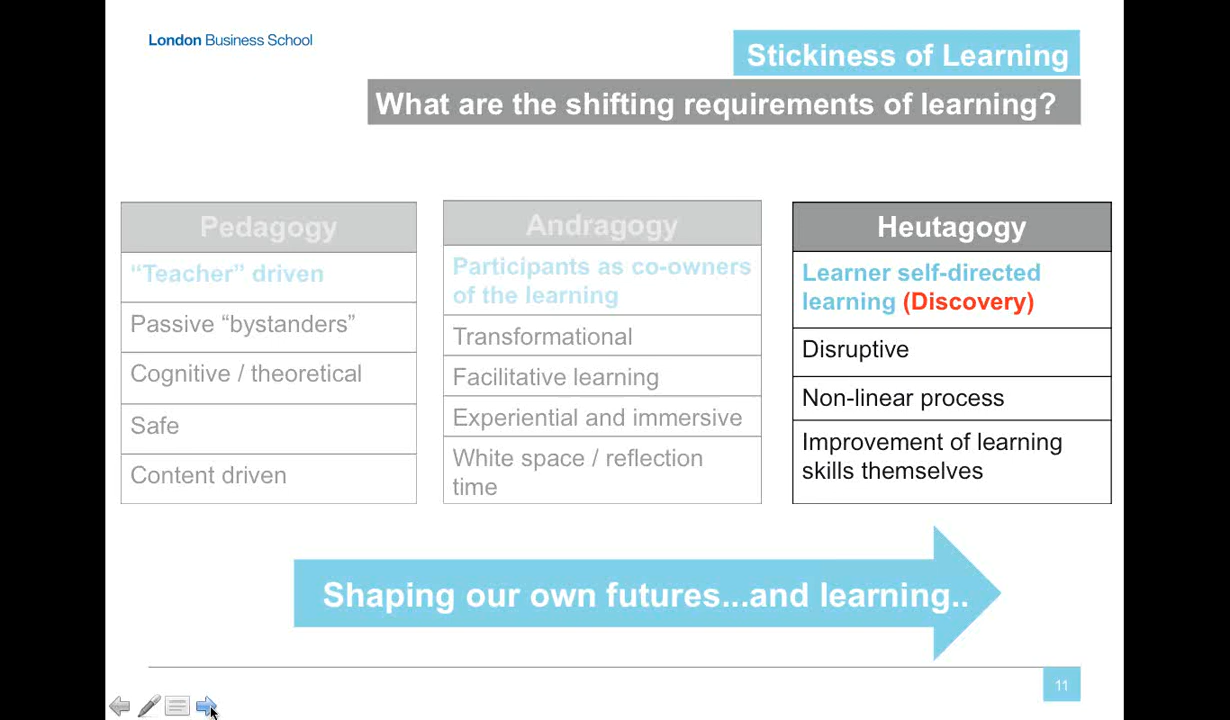 London Business School
Stickiness of Learning
What are the shifting requirements of learning?
Pedagogy
“Teacher” driven
Passive “bystanders”
Cognitive / theoretical
Safe
Content driven
Andragogy
Participants as co-owners
of the learning
Transformational
Facilitative learning
Experiential and immersive
White space / reflection
time
Heutagogy
Learner self-directed
learning (Discovery)
Disruptive
Non-linear process
Improvement of learning
skills themselves
Shaping our own futures...and learning..
11